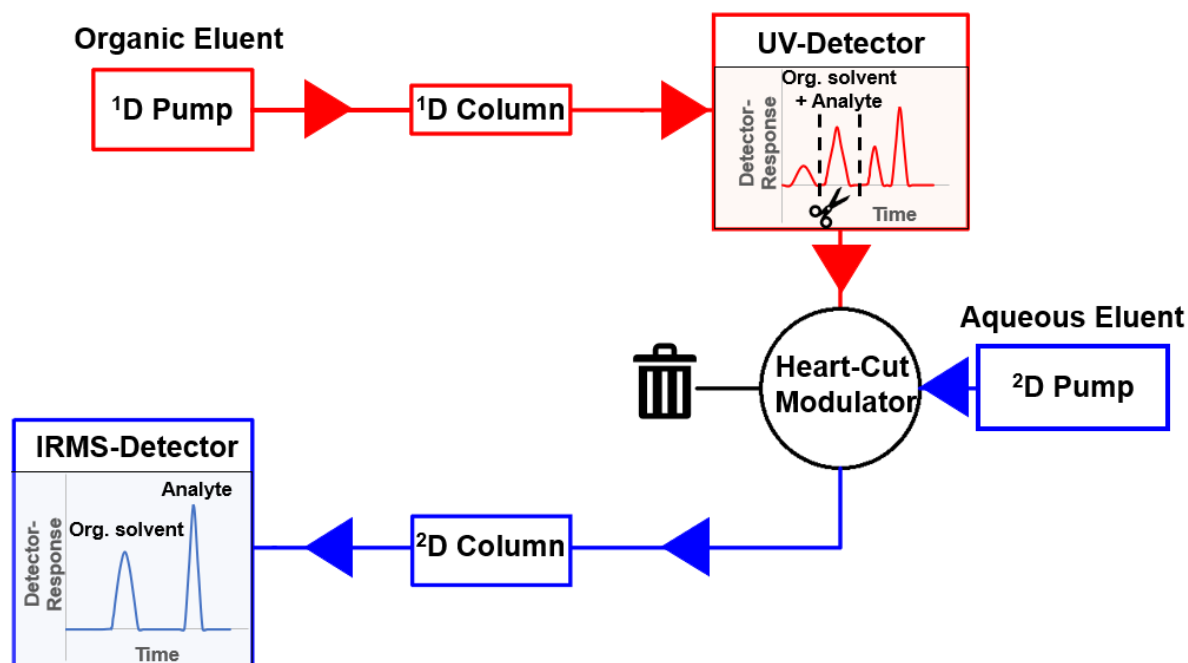 Organic Eluent
¹D Pump
¹D Column
UV-Detector
Org. solvent
+ Analyte
Detector-
Response
Time
Aqueous Eluent
Heart-Cut
Modulator
²D Pump
IRMS-Detector
Analyte
Org. solvent
Detector-
Response
Time
²D Column